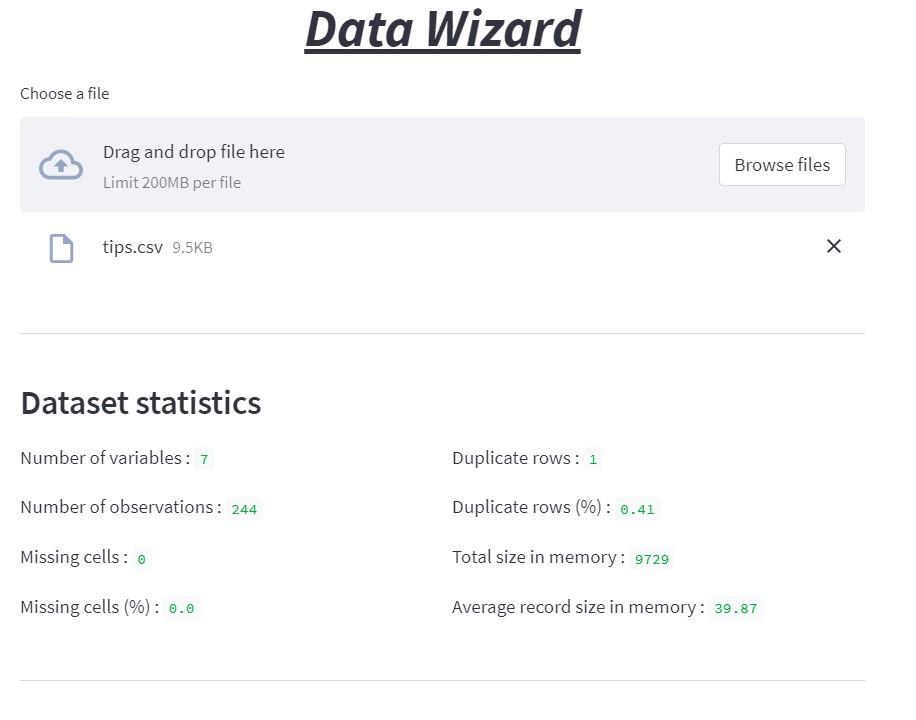 Data Wizard
Choose a file
Drag and drop file here
Limit 200MB per file
Browse files
tips.csv 9.5KB
Dataset statistics
Number of variables : 7
Number of observations : 244
Missing cells : 0
Missing cells (%) : 0.0
Duplicate rows : 1
Duplicate rows (%) : 0.41
Total size in memory : 9729
Average record size in memory : 39.87